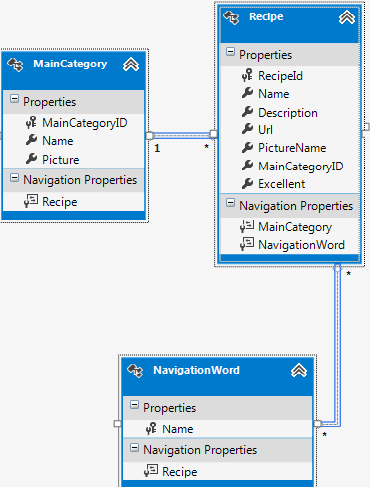 Recipe
Properties
RecipeId
Name
Description
Url
PictureName
MainCategoryID
Excellent
Navigation Properties
MainCategory
NavigationWord
MainCategory
Properties
MainCategoryID
Name
Picture
Navigation Properties
Recipe
1
*
*
NavigationWord
Properties
Name
Navigation Properties
Recipe
*